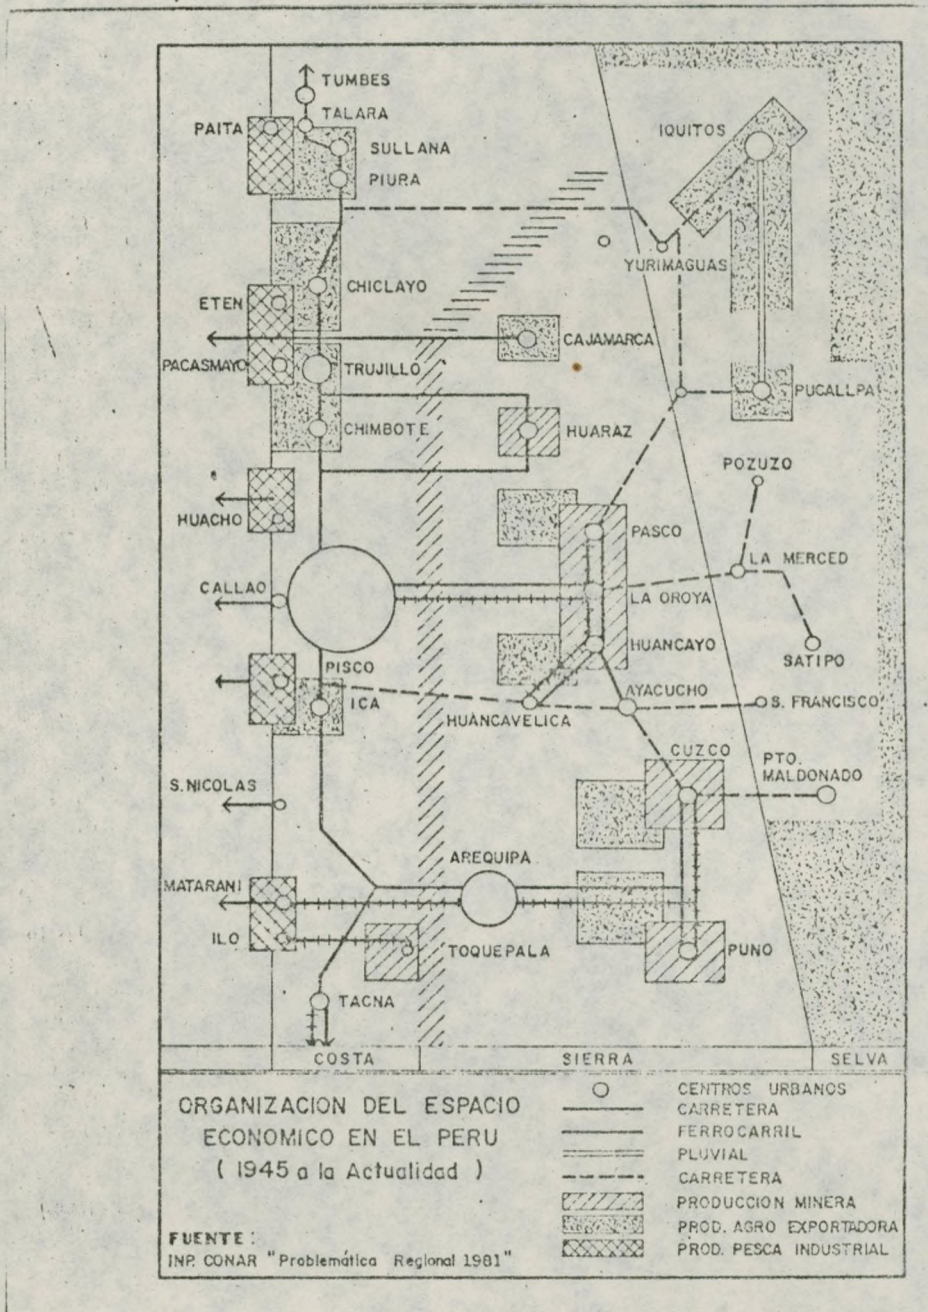 TUMBES
TALARA
PAITA
SULLANA
PIURA
IQUITOS
YURIMAGUAS
CHICLAYO
ETEN
CAJAMARCA
PACASMAYO
TRUJILLO
PUCALLPA
CHIMBOTE
HUARAZ
POZUZO
HUACHO
PASCO
LA MERCED
CALLAO
LA OROYA
HUANCAYO
SATIPO
PISCO
ICA
AYACUCHO
S. FRANCISCO
HUANCAVELICA
CUZCO
PTO.
MALDONADO
S.NICOLAS
AREQUIPA
MATARANI
ILO
TOQUEPALA
PUNO
TACNA
COSTA
SIERRA
SELVA
ORGANIZACION DEL ESPACIO
ECONOMICO EN EL PERU
( 1945 a la Actualidad )
FUENTE :
INP. CONAR "Problemática Regional 1981"
CENTROS URBANOS
CARRETERA
FERROCARRIL
PLUVIAL
CARRETERA
PRODUCCION MINERA
PROD. AGRO EXPORTADORA
PROD. PESCA INDUSTRIAL